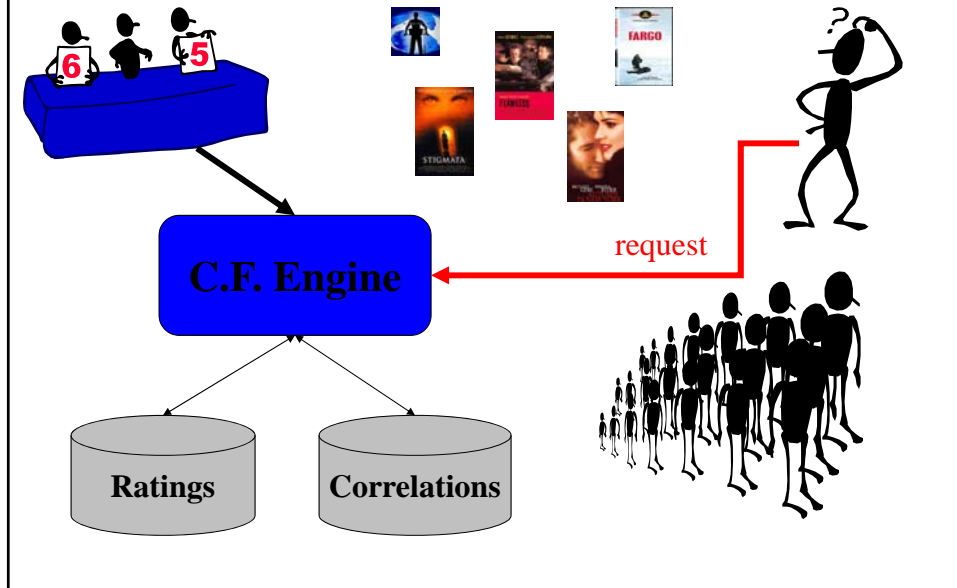 6
5
?
FARGO
FLAWLESS
STIGMATA
request
C.F. Engine
Ratings
Correlations